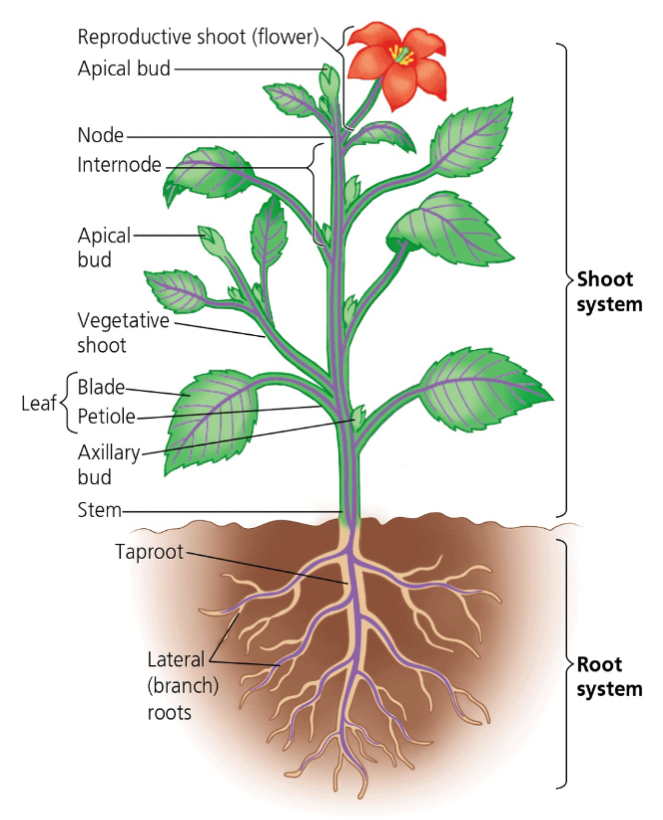 Reproductive shoot (flower)
Apical bud
Node
Internode
Apical
bud
Vegetative
shoot
Leaf
Blade
Petiole
Axillary
bud
Stem
Shoot
system
Taproot
Lateral
(branch)
roots
Root
system